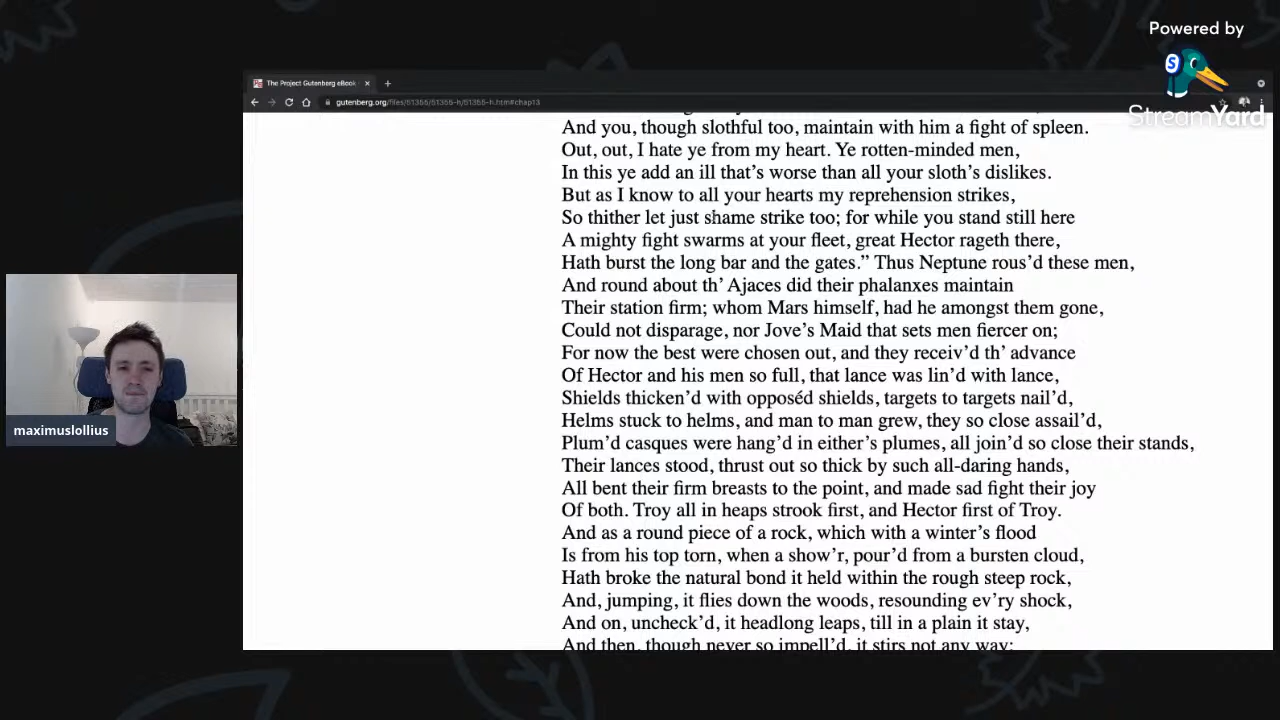 Powered by
StreamYard
The Project Gutenberg eBook
gutenberg.org/files/51355/51355-h/51355-h.htm#chap13
And you, though slothful too, maintain with him a fight of spleen.
Out, out, I hate ye from my heart. Ye rotten-minded men,
In this ye add an ill that’s worse than all your sloth’s dislikes.
But as I know to all your hearts my reprehension strikes,
So thither let just shame strike too; for while you stand still here
A mighty fight swarms at your fleet, great Hector rageth there,
Hath burst the long bar and the gates.” Thus Neptune rous’d these men,
And round about th’ Ajaces did their phalanxes maintain
Their station firm; whom Mars himself, had he amongst them gone,
Could not disparage, nor Jove’s Maid that sets men fiercer on;
For now the best were chosen out, and they receiv’d th’ advance
Of Hector and his men so full, that lance was lin’d with lance,
Shields thicken’d with opposéd shields, targets to targets nail’d,
Helms stuck to helms, and man to man grew, they so close assail’d,
Plum’d casques were hang’d in either’s plumes, all join’d so close their stands,
Their lances stood, thrust out so thick by such all-daring hands,
All bent their firm breasts to the point, and made sad fight their joy
Of both. Troy all in heaps strook first, and Hector first of Troy.
And as a round piece of a rock, which with a winter’s flood
Is from his top torn, when a show’r, pour’d from a bursten cloud,
Hath broke the natural bond it held within the rough steep rock,
And, jumping, it flies down the woods, resounding ev’ry shock,
And on, uncheck’d, it headlong leaps, till in a plain it stay,
And then, though never so impell’d, it stirs not any way:
maximuslollius